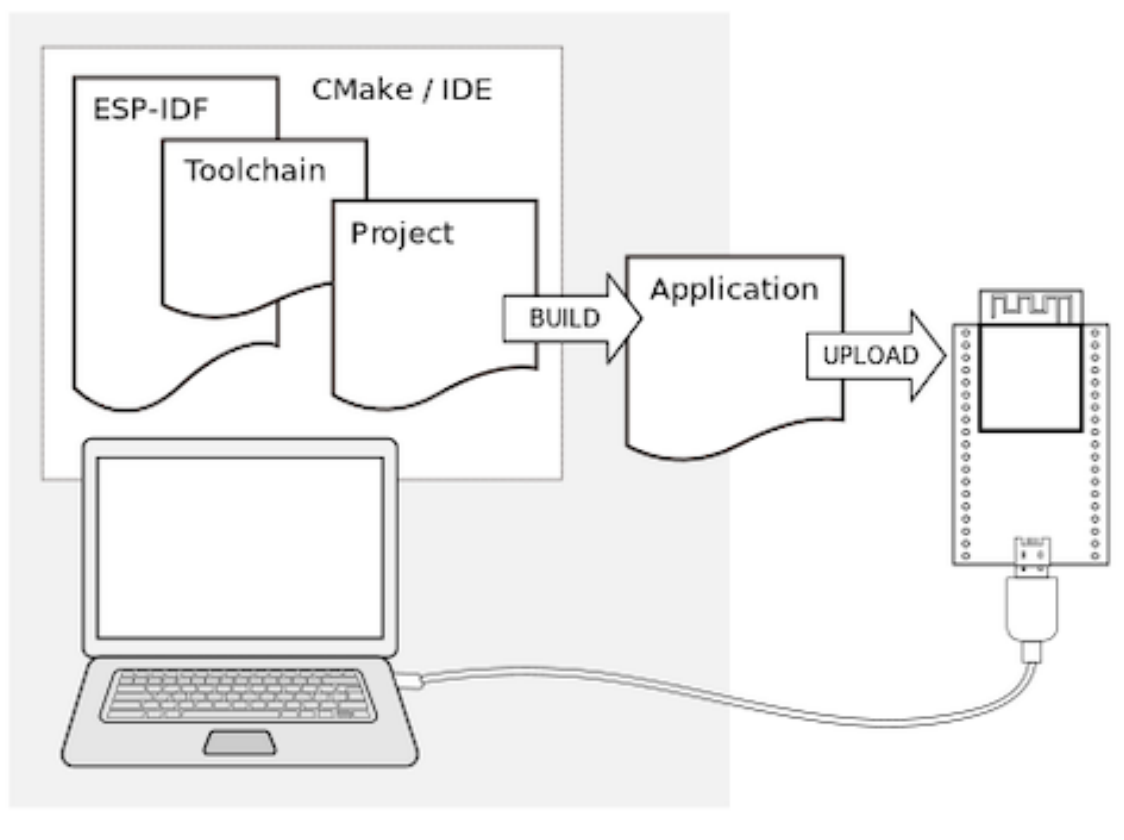 ESP-IDF
CMake / IDE
Toolchain
Project
BUILD
Application
UPLOAD